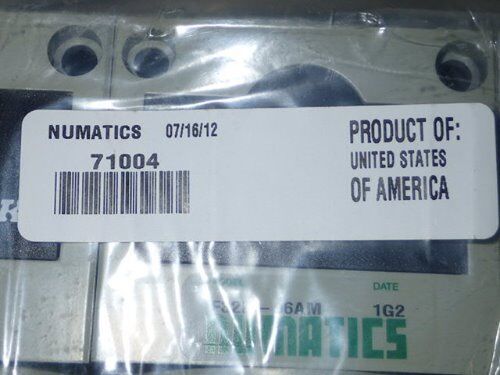 NUMATICS 07/16/12
71004
PRODUCT OF:
UNITED STATES
OF AMERICA
DATE
1G2
NUMATICS